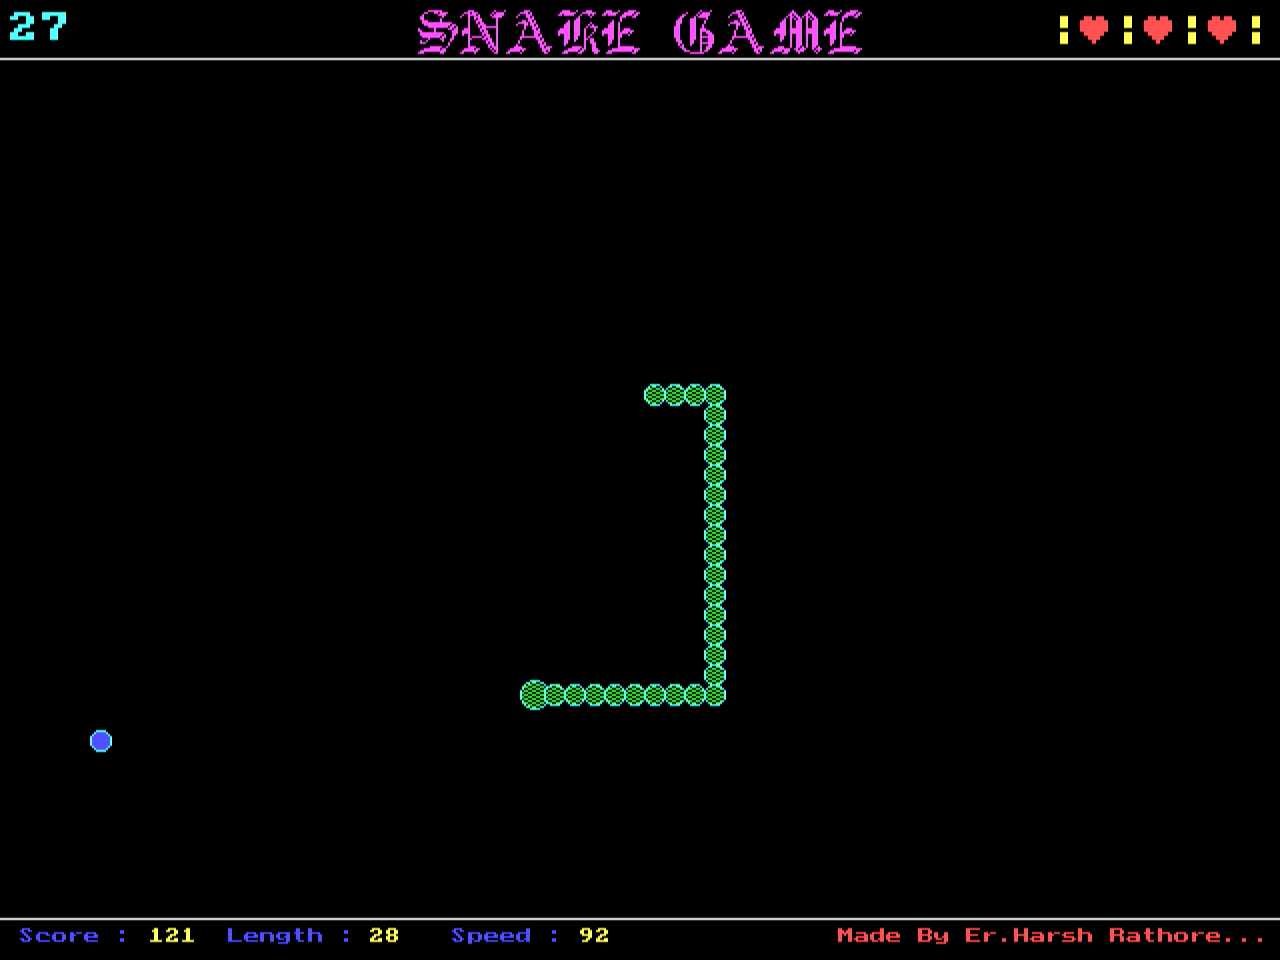 27 SNAKE GAME ¦♥¦♥¦♥¦
Score : 121 Length : 28 Speed : 92 Made By Er.Harsh Rathore...